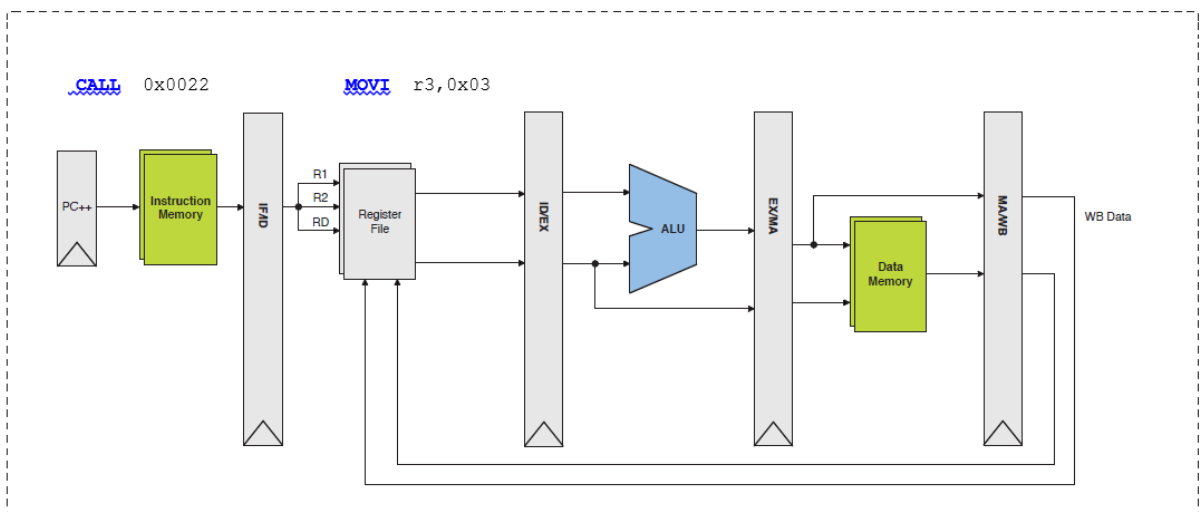 CALL 0x0022 MOVI r3,0x03
PC++
Instruction
Memory
IF/ID
R1
R2
RD
Register
File
ID/EX
ALU
EX/MA
Data
Memory
MA/WB
WB Data